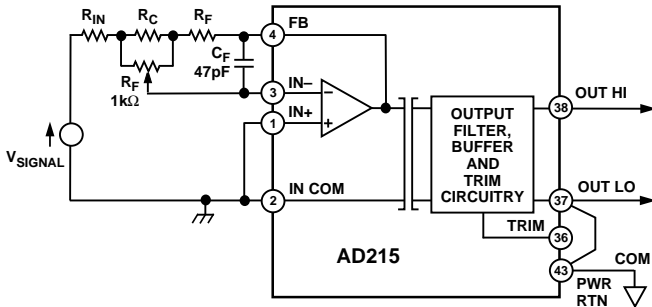 R_IN R_C R_F
4 FB
C_F
47pF
R_F
1kΩ
3 IN–
–
1 IN+
+
V_SIGNAL
2 IN COM
OUTPUT
FILTER,
BUFFER
AND
TRIM
CIRCUITRY
38 OUT HI
37 OUT LO
TRIM 36
AD215
43 COM
PWR
RTN